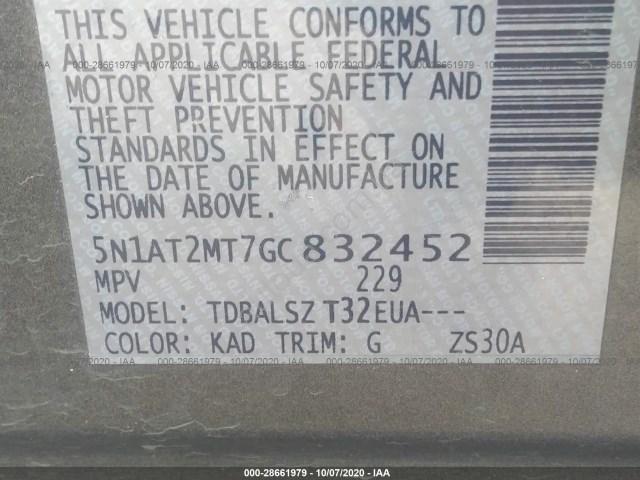 THIS VEHICLE CONFORMS TO
ALL APPLICABLE FEDERAL
MOTOR VEHICLE SAFETY AND
THEFT PREVENTION
STANDARDS IN EFFECT ON
THE DATE OF MANUFACTURE
SHOWN ABOVE.
5N1AT2MT7GC832452
MPV 229
MODEL: TDBALSZ T32EUA---
COLOR: KAD TRIM: G ZS30A
000-28661979 - 10/07/2020 - IAA